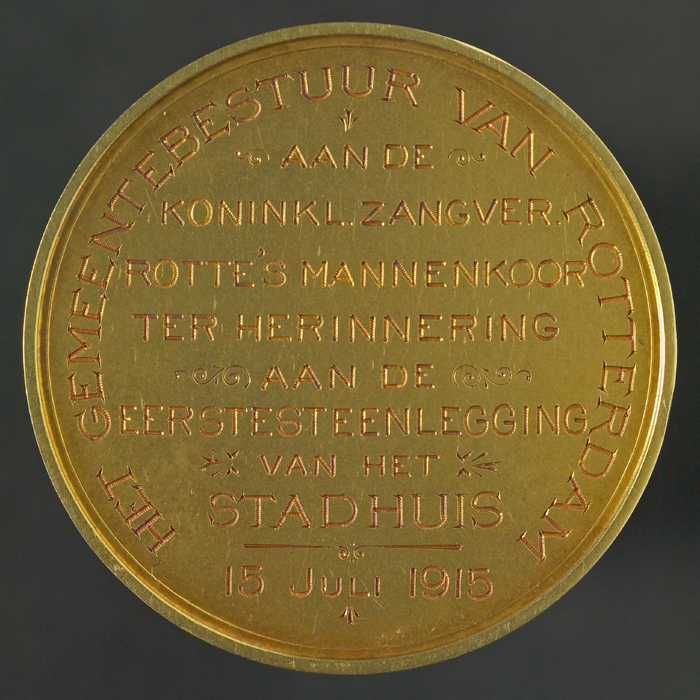 HET GEMEENTEBESTUUR VAN ROTTERDAM
AAN DE
KONINKL. ZANGVER.
ROTTE'S MANNENKOOR
TER HERINNERING
AAN DE
EERSTESTEENLEGGING
VAN HET
STADHUIS
15 JULI 1915